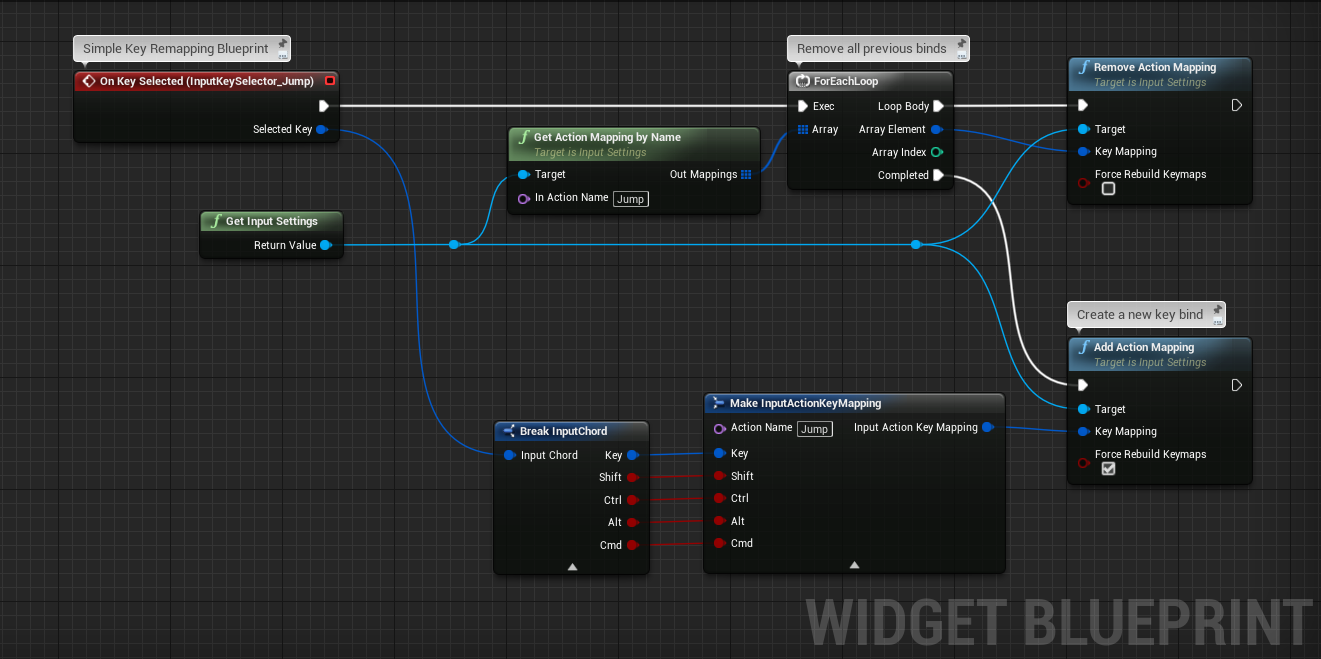 Simple Key Remapping Blueprint
On Key Selected (InputKeySelector_Jump)
Selected Key
Get Input Settings
Return Value
Get Action Mapping by Name
Target is Input Settings
Target
Out Mappings
In Action Name
Jump
Remove all previous binds
ForEachLoop
Exec
Loop Body
Array
Array Element
Array Index
Completed
f Remove Action Mapping
Target is Input Settings
Target
Key Mapping
Force Rebuild Keymaps
Create a new key bind
f Add Action Mapping
Target is Input Settings
Target
Key Mapping
Force Rebuild Keymaps
Break InputChord
Input Chord
Key
Shift
Ctrl
Alt
Cmd
Make InputActionKeyMapping
Action Name
Jump
Input Action Key Mapping
Key
Shift
Ctrl
Alt
Cmd
WIDGET BLUEPRINT